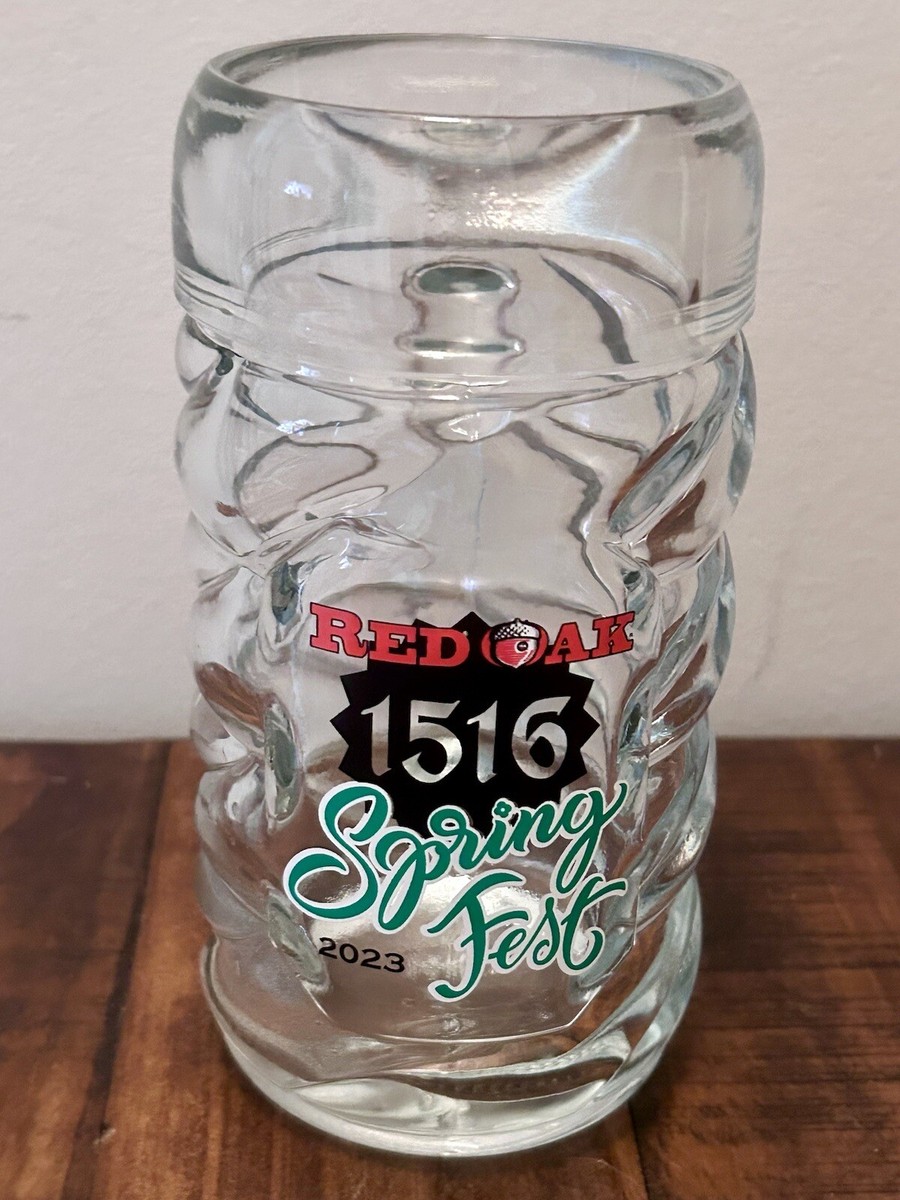 RED OAK
1516
Spring
Fest
2023